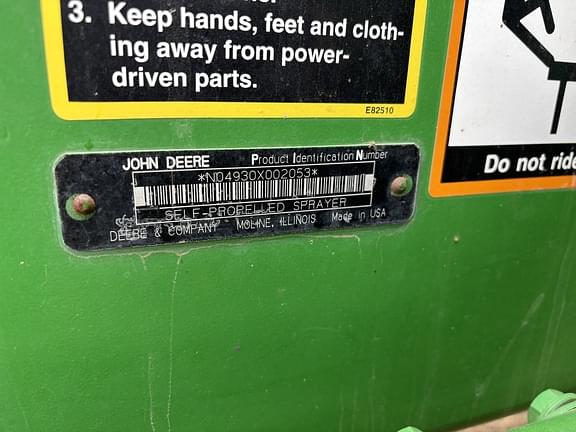 3. Keep hands, feet and cloth-
ing away from power-
driven parts.
E82510
Do not ride
JOHN DEERE Product Identification Number
*N04930X002053*
SELF-PROPELLED SPRAYER
DEERE & COMPANY MOLINE, ILLINOIS Made in USA